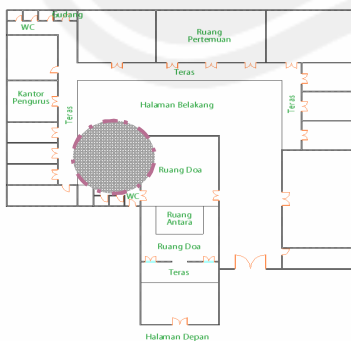 Gudang
WC
Ruang
Pertemuan
Teras
Kantor
Pengurus
Teras
Halaman Belakang
Teras
Ruang Doa
WC
Ruang
Antara
Ruang Doa
Teras
Halaman Depan